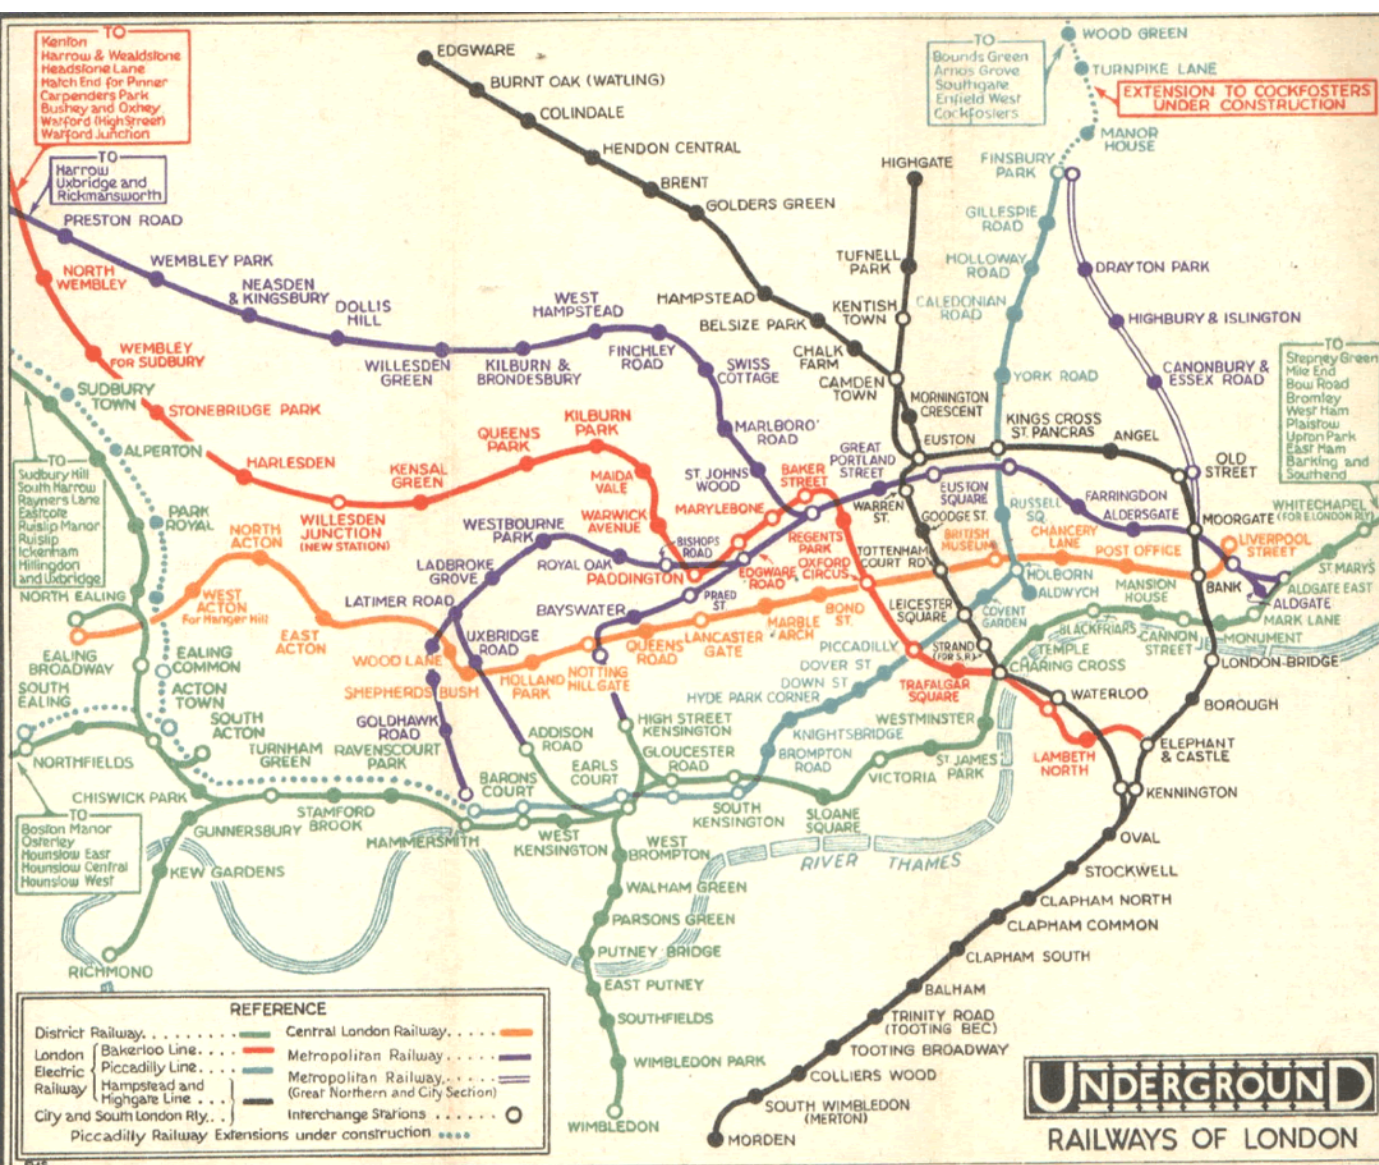 TO
Kenton
Harrow & Wealdstone
Headstone Lane
Hatch End for Pinner
Carpenders Park
Bushey and Oxhey
Watford (High Street)
Watford Junction
TO
Harrow
Uxbridge and
Rickmansworth
EDGWARE
BURNT OAK (WATLING)
COLINDALE
HENDON CENTRAL
BRENT
GOLDERS GREEN
HIGHGATE
TO
Bounds Green
Arnos Grove
Southgate
Enfield West
Cockfosters
WOOD GREEN
TURNPIKE LANE
EXTENSION TO COCKFOSTERS
UNDER CONSTRUCTION
MANOR
HOUSE
FINSBURY
PARK
GILLESPIE
ROAD
HOLLOWAY
ROAD
CALEDONIAN
ROAD
YORK ROAD
DRAYTON PARK
HIGHBURY & ISLINGTON
CANONBURY &
ESSEX ROAD
TUFNELL
PARK
KENTISH
TOWN
HAMPSTEAD
BELSIZE PARK
CHALK
FARM
CAMDEN
TOWN
MORNINGTON
CRESCENT
EUSTON
KINGS CROSS
ST. PANCRAS
ANGEL
OLD
STREET
TO
Stepney Green
Mile End
Bow Road
Bromley
West Ham
Plaistow
Upton Park
East Ham
Barking and
Southend
WHITECHAPEL
(FOR E.LONDON RLY)
PRESTON ROAD
WEMBLEY PARK
NEASDEN
& KINGSBURY
DOLLIS
HILL
WILLESDEN
GREEN
KILBURN &
BRONDESBURY
WEST
HAMPSTEAD
FINCHLEY
ROAD
SWISS
COTTAGE
MARLBORO'
ROAD
ST. JOHNS
WOOD
GREAT
PORTLAND
STREET
EUSTON
SQUARE
FARRINGDON
ALDERSGATE
MOORGATE
LIVERPOOL
STREET
ST MARYS
ALDGATE EAST
ALDGATE
NORTH
WEMBLEY
WEMBLEY
FOR SUDBURY
STONEBRIDGE PARK
HARLESDEN
WILLESDEN
JUNCTION
(NEW STATION)
KENSAL
GREEN
QUEENS
PARK
KILBURN
PARK
MAIDA
VALE
WARWICK
AVENUE
PADDINGTON
MARYLEBONE
BAKER
STREET
REGENTS
PARK
OXFORD
CIRCUS
EDGWARE
ROAD
BISHOPS
ROAD
PRAED
ST
WARREN
ST.
GOODGE ST.
TOTTENHAM
COURT RD
RUSSELL
SQ.
BRITISH
MUSEUM
CHANCERY
LANE
POST OFFICE
BANK
HOLBORN
ALDWYCH
COVENT
GARDEN
LEICESTER
SQUARE
STRAND
(FOR S.R.)
CHARING CROSS
TEMPLE
BLACKFRIARS
MANSION
HOUSE
CANNON
STREET
MONUMENT
MARK LANE
LONDON BRIDGE
BOROUGH
ELEPHANT
& CASTLE
KENNINGTON
WATERLOO
LAMBETH
NORTH
TRAFALGAR
SQUARE
PICCADILLY
DOVER ST
DOWN ST
HYDE PARK CORNER
KNIGHTSBRIDGE
BROMPTON
ROAD
WESTMINSTER
ST JAMES'
PARK
VICTORIA
SLOANE
SQUARE
SOUTH
KENSINGTON
GLOUCESTER
ROAD
HIGH STREET
KENSINGTON
NOTTING
HILL GATE
QUEENS
ROAD
LANCASTER
GATE
MARBLE
ARCH
BOND
ST.
BAYSWATER
ROYAL OAK
WESTBOURNE
PARK
LADBROKE
GROVE
LATIMER ROAD
UXBRIDGE
ROAD
HOLLAND
PARK
WOOD LANE
SHEPHERDS BUSH
GOLDHAWK
ROAD
ADDISON
ROAD
EARLS
COURT
BARONS
COURT
WEST
KENSINGTON
HAMMERSMITH
RAVENSCOURT
PARK
STAMFORD
BROOK
TURNHAM
GREEN
CHISWICK PARK
GUNNERSBURY
KEW GARDENS
RICHMOND
SUDBURY
TOWN
ALPERTON
PARK
ROYAL
TO
Sudbury Hill
South Harrow
Rayners Lane
Eastcote
Ruislip Manor
Ruislip
Ickenham
Hillingdon
and Uxbridge
NORTH EALING
NORTH
ACTON
WEST
ACTON
For Hanger Hill
EAST
ACTON
EALING
BROADWAY
EALING
COMMON
SOUTH
EALING
ACTON
TOWN
SOUTH
ACTON
NORTHFIELDS
TO
Boston Manor
Osterley
Hounslow East
Hounslow Central
Hounslow West
WEST
BROMPTON
WALHAM GREEN
PARSONS GREEN
PUTNEY BRIDGE
EAST PUTNEY
SOUTHFIELDS
WIMBLEDON PARK
WIMBLEDON
RIVER THAMES
OVAL
STOCKWELL
CLAPHAM NORTH
CLAPHAM COMMON
CLAPHAM SOUTH
BALHAM
TRINITY ROAD
(TOOTING BEC)
TOOTING BROADWAY
COLLIERS WOOD
SOUTH WIMBLEDON
(MERTON)
MORDEN
REFERENCE
District Railway
London
Electric
Railway
Bakerloo Line
Piccadilly Line
Hampstead and
Highgate Line
City and South London Rly.
Central London Railway
Metropolitan Railway
Metropolitan Railway
(Great Northern and City Section)
Interchange Stations
Piccadilly Railway Extensions under construction
UNDERGROUND
RAILWAYS OF LONDON